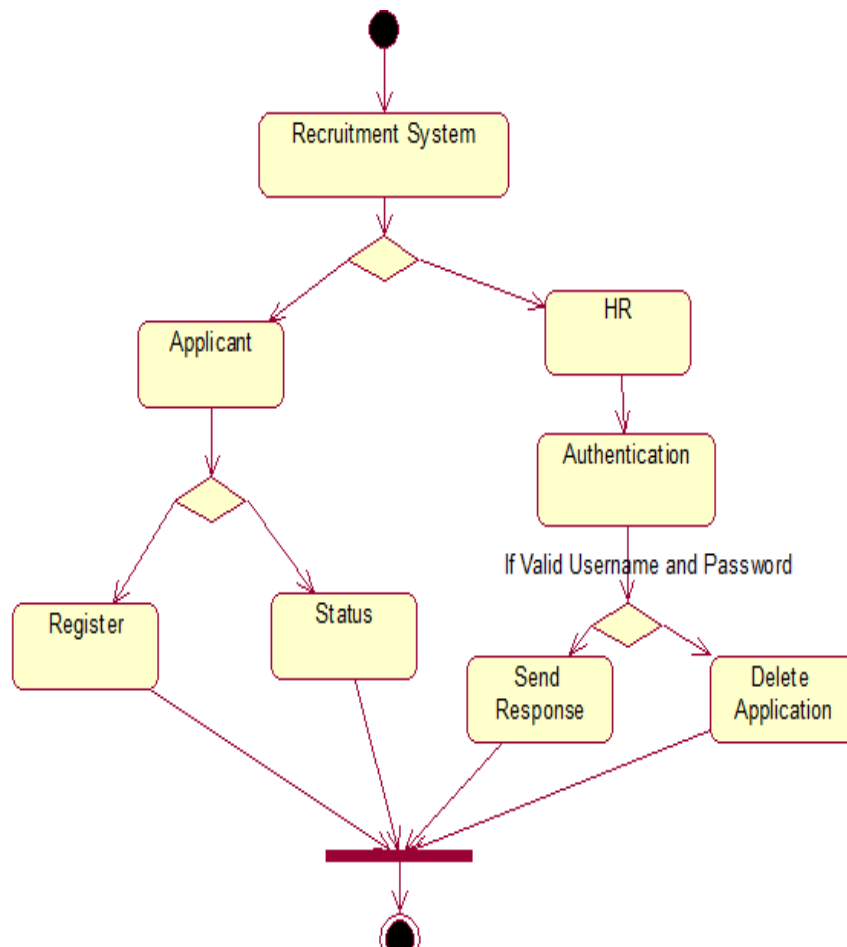 Recruitment System
HR
Applicant
Authentication
If Valid Username and Password
Register
Status
Send
Response
Delete
Application